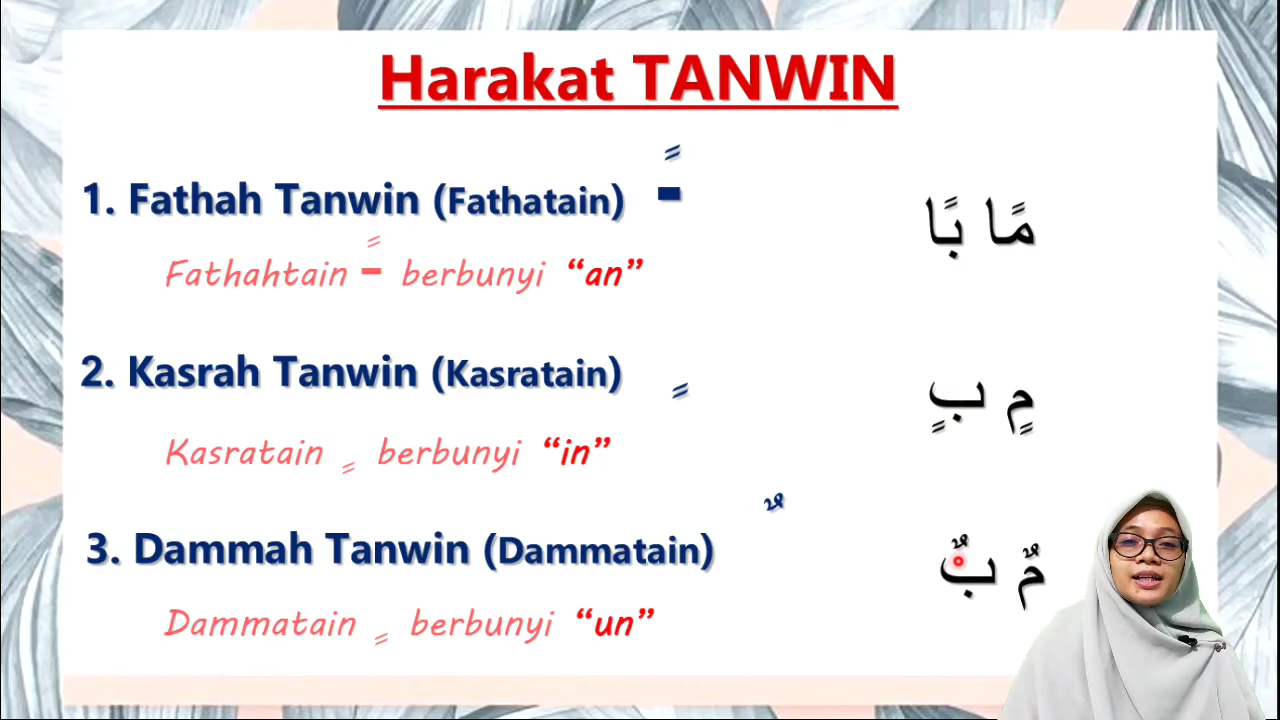 Harakat TANWIN
1. Fathah Tanwin (Fathatain) ً-
مًا بًا
Fathahtain ً- berbunyi “an”
2. Kasrah Tanwin (Kasratain) ٍ
مٍ بٍ
Kasratain ٍ berbunyi “in”
3. Dammah Tanwin (Dammatain) ٌ
مٌ بٌ
Dammatain ٍ berbunyi “un”